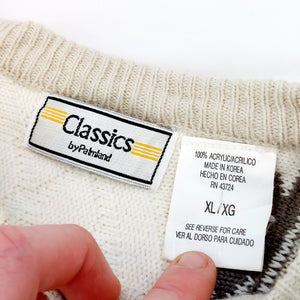 Classics
by Palmland
100% ACRYLIC/ACRILICO
MADE IN KOREA
HECHO EN COREA
RN 43724
XL/XG
SEE REVERSE FOR CARE
VER AL DORSO PARA CUIDADO